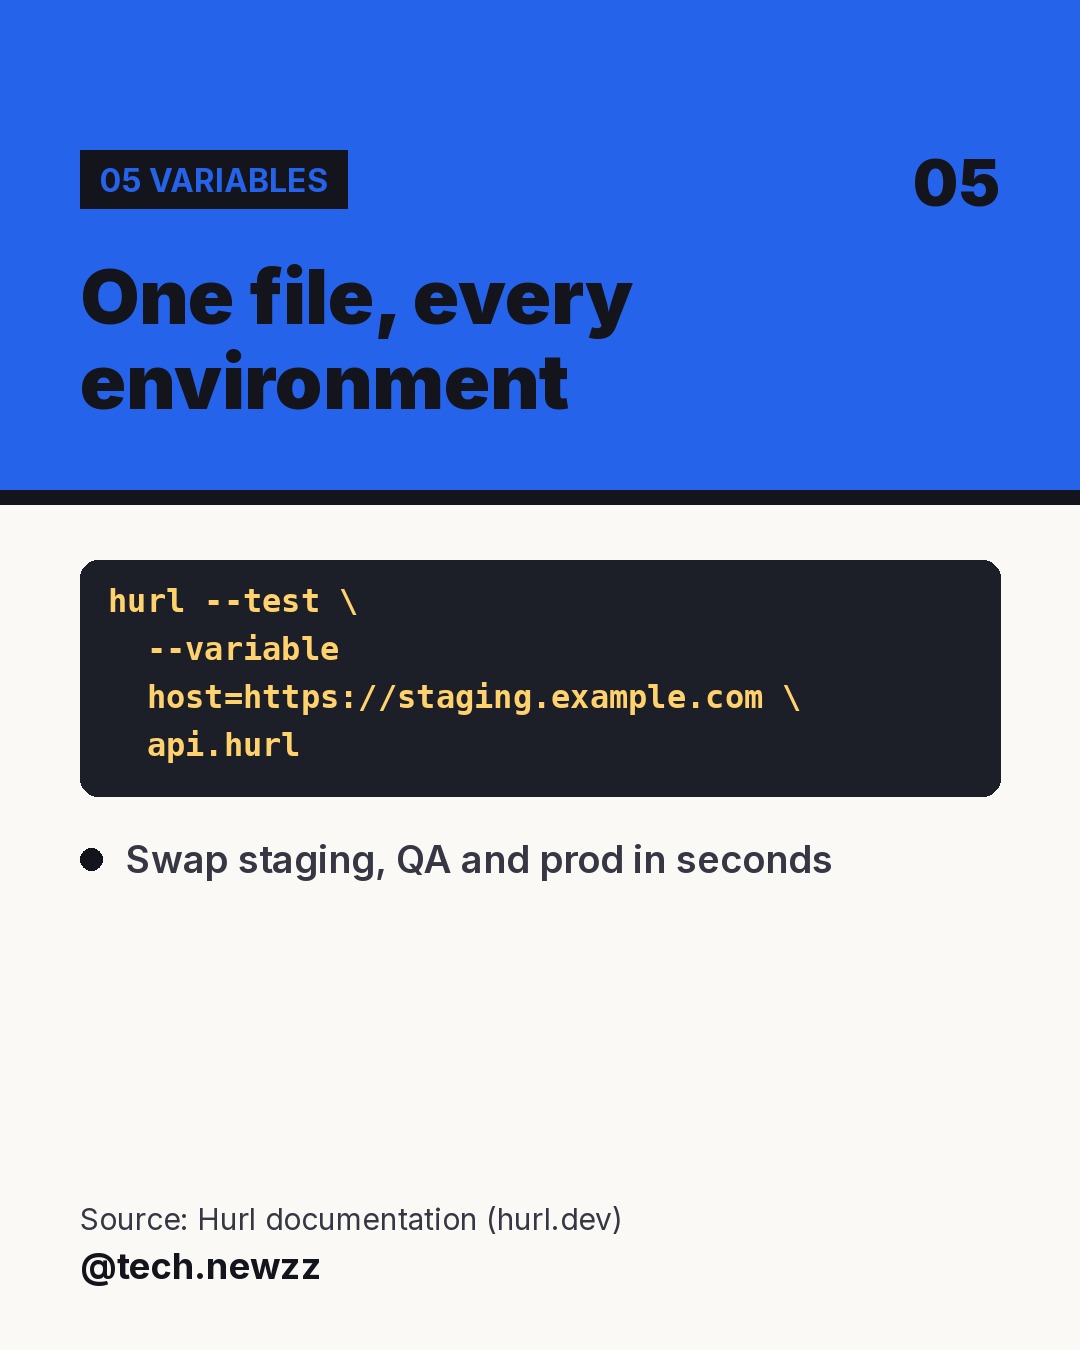 05 VARIABLES
05
One file, every
environment
hurl --test \
  --variable
  host=https://staging.example.com \
  api.hurl
Swap staging, QA and prod in seconds
Source: Hurl documentation (hurl.dev)
@tech.newzz